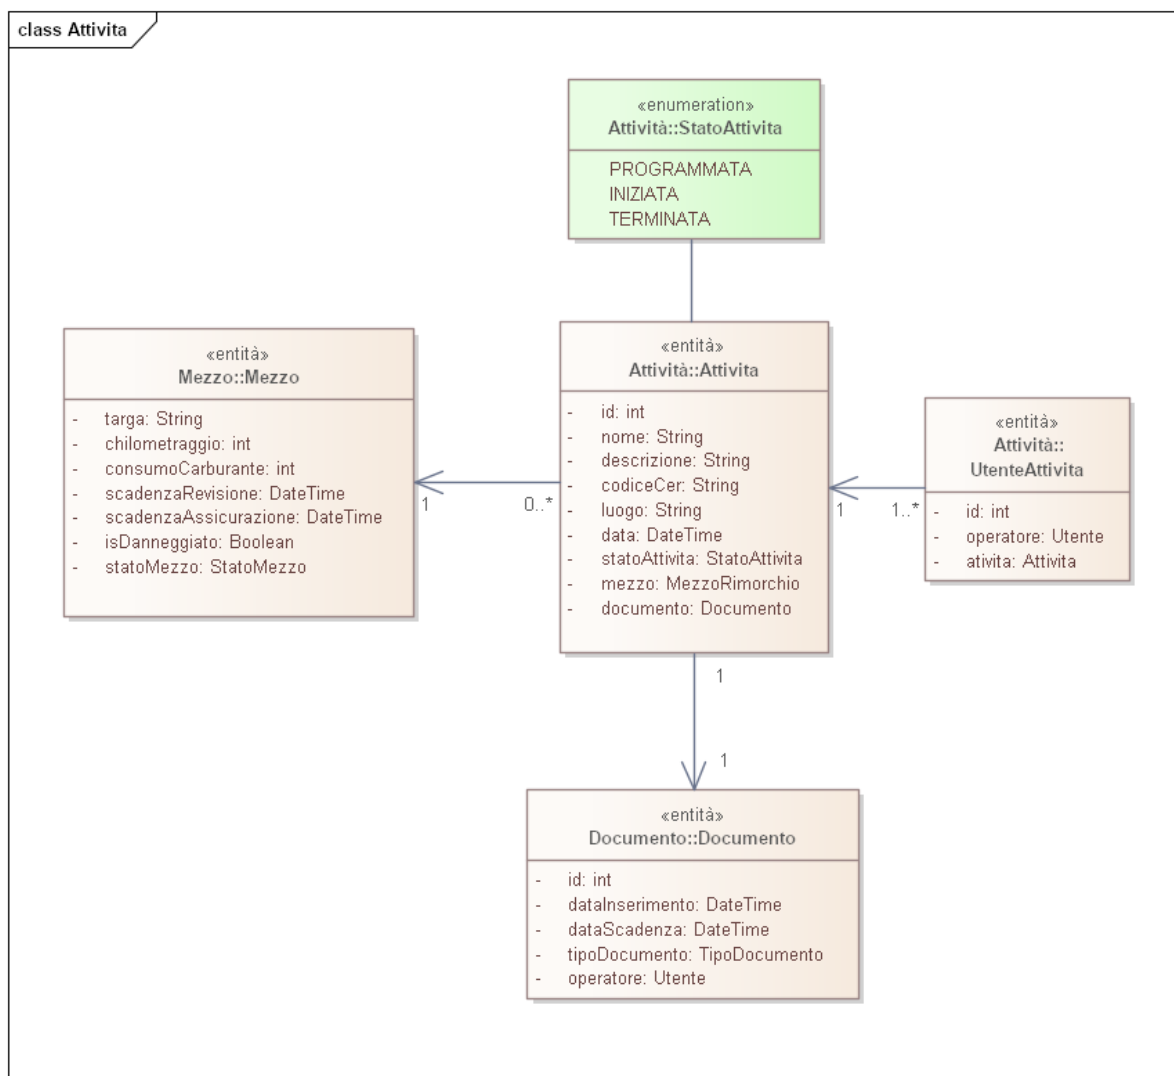 class Attivita
«enumeration»
Attività::StatoAttivita
PROGRAMMATA
INIZIATA
TERMINATA
«entità»
Mezzo::Mezzo
- targa: String
- chilometraggio: int
- consumoCarburante: int
- scadenzaRevisione: DateTime
- scadenzaAssicurazione: DateTime
- isDanneggiato: Boolean
- statoMezzo: StatoMezzo
1
0..*
«entità»
Attività::Attivita
- id: int
- nome: String
- descrizione: String
- codiceCer: String
- luogo: String
- data: DateTime
- statoAttivita: StatoAttivita
- mezzo: MezzoRimorchio
- documento: Documento
1
1..*
«entità»
Attività::
UtenteAttivita
- id: int
- operatore: Utente
- ativita: Attivita
1
1
«entità»
Documento::Documento
- id: int
- dataInserimento: DateTime
- dataScadenza: DateTime
- tipoDocumento: TipoDocumento
- operatore: Utente